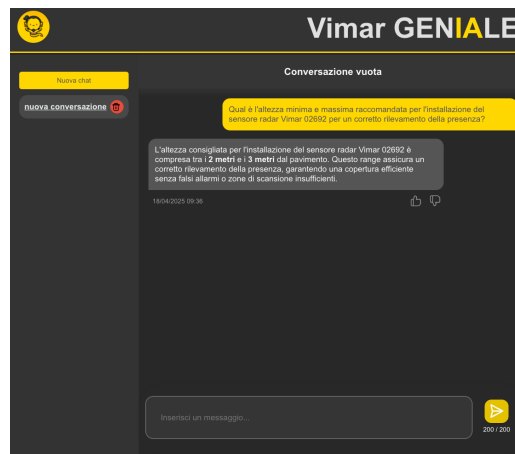 Vimar GENIALE
Nuova chat
Conversazione vuota
nuova conversazione
Qual è l'altezza minima e massima raccomandata per l'installazione del
sensore radar Vimar 02692 per un corretto rilevamento della presenza?
L'altezza consigliata per l'installazione del sensore radar Vimar 02692 è
compresa tra i 2 metri e i 3 metri dal pavimento. Questo range assicura un
corretto rilevamento della presenza, garantendo una copertura efficiente
senza falsi allarmi o zone di scansione insufficienti.
18/04/2025 09:36
Inserisci un messaggio...
200 / 200